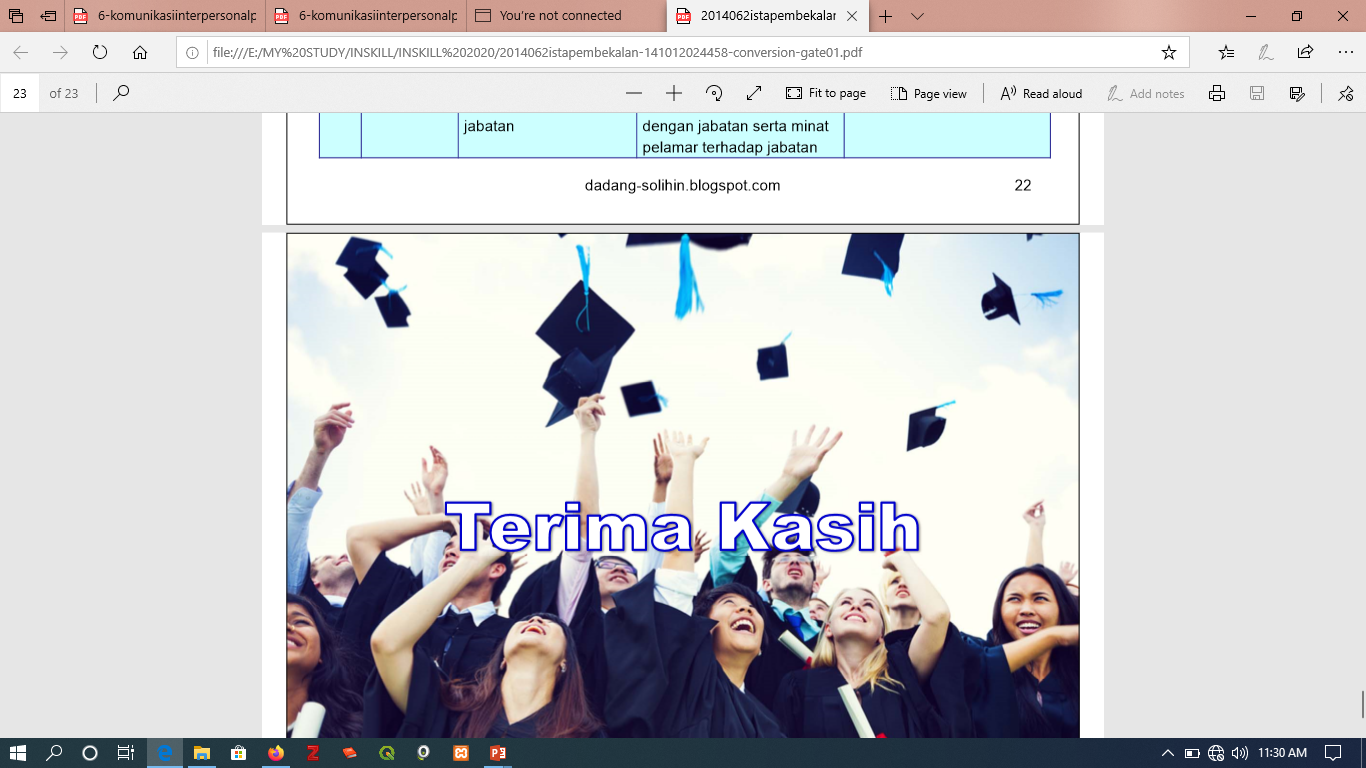 6-komunikasiinterpersonalp
6-komunikasiinterpersonalp
You're not connected
2014062istapembekalan
file:///E:/MY%20STUDY/INSKILL/INSKILL%202020/2014062istapembekalan-141012024458-conversion-gate01.pdf
23 of 23
Fit to page
Page view
Read aloud
Add notes
jabatan
dengan jabatan serta minat
pelamar terhadap jabatan
dadang-solihin.blogspot.com
22
Terima Kasih
11:30 AM